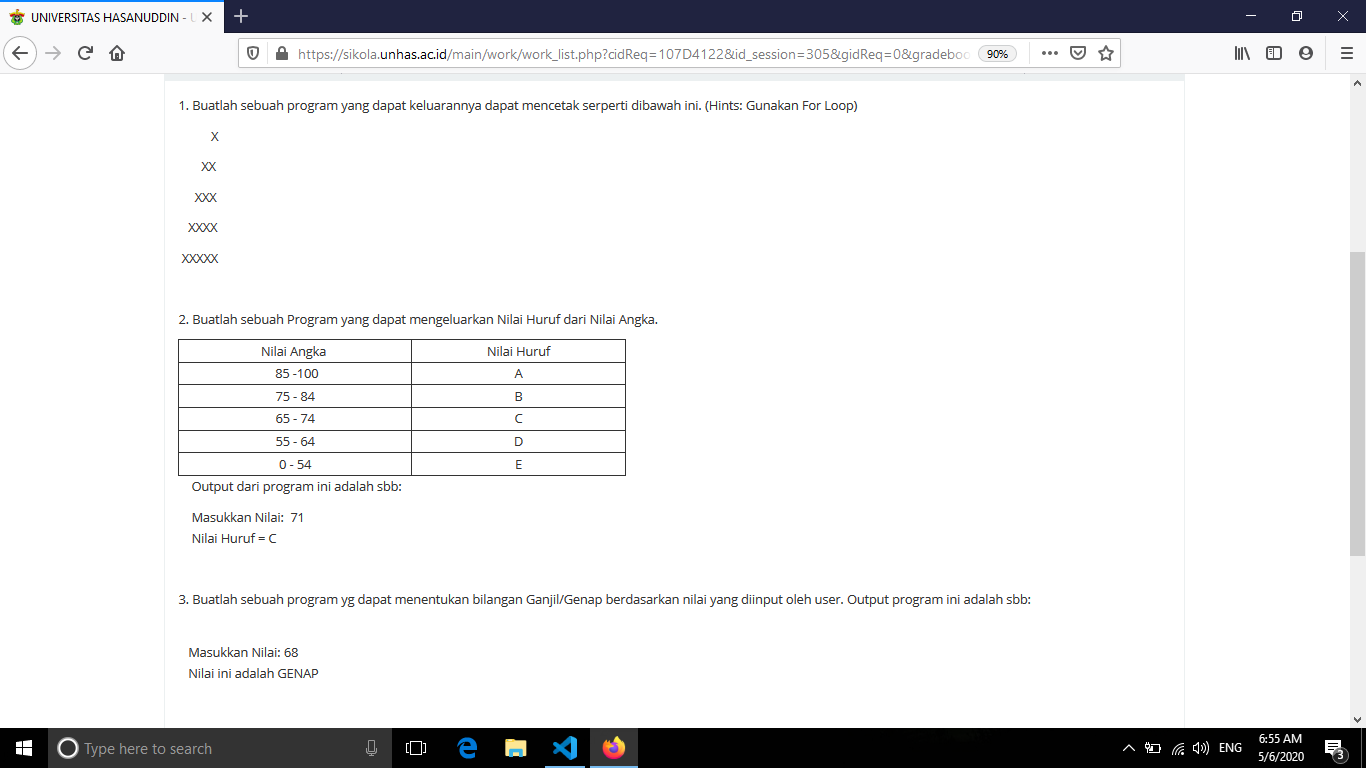 UNIVERSITAS HASANUDDIN - U
https://sikola.unhas.ac.id/main/work/work_list.php?cidReq=107D4122&id_session=305&gidReq=0&gradeboo
90%
1. Buatlah sebuah program yang dapat keluarannya dapat mencetak serperti dibawah ini. (Hints: Gunakan For Loop)
X
XX
XXX
XXXX
XXXXX
2. Buatlah sebuah Program yang dapat mengeluarkan Nilai Huruf dari Nilai Angka.
Nilai Angka Nilai Huruf
85 -100 A
75 - 84 B
65 - 74 C
55 - 64 D
0 - 54 E
Output dari program ini adalah sbb:
Masukkan Nilai: 71
Nilai Huruf = C
3. Buatlah sebuah program yg dapat menentukan bilangan Ganjil/Genap berdasarkan nilai yang diinput oleh user. Output program ini adalah sbb:
Masukkan Nilai: 68
Nilai ini adalah GENAP
Type here to search
ENG
6:55 AM
5/6/2020
3